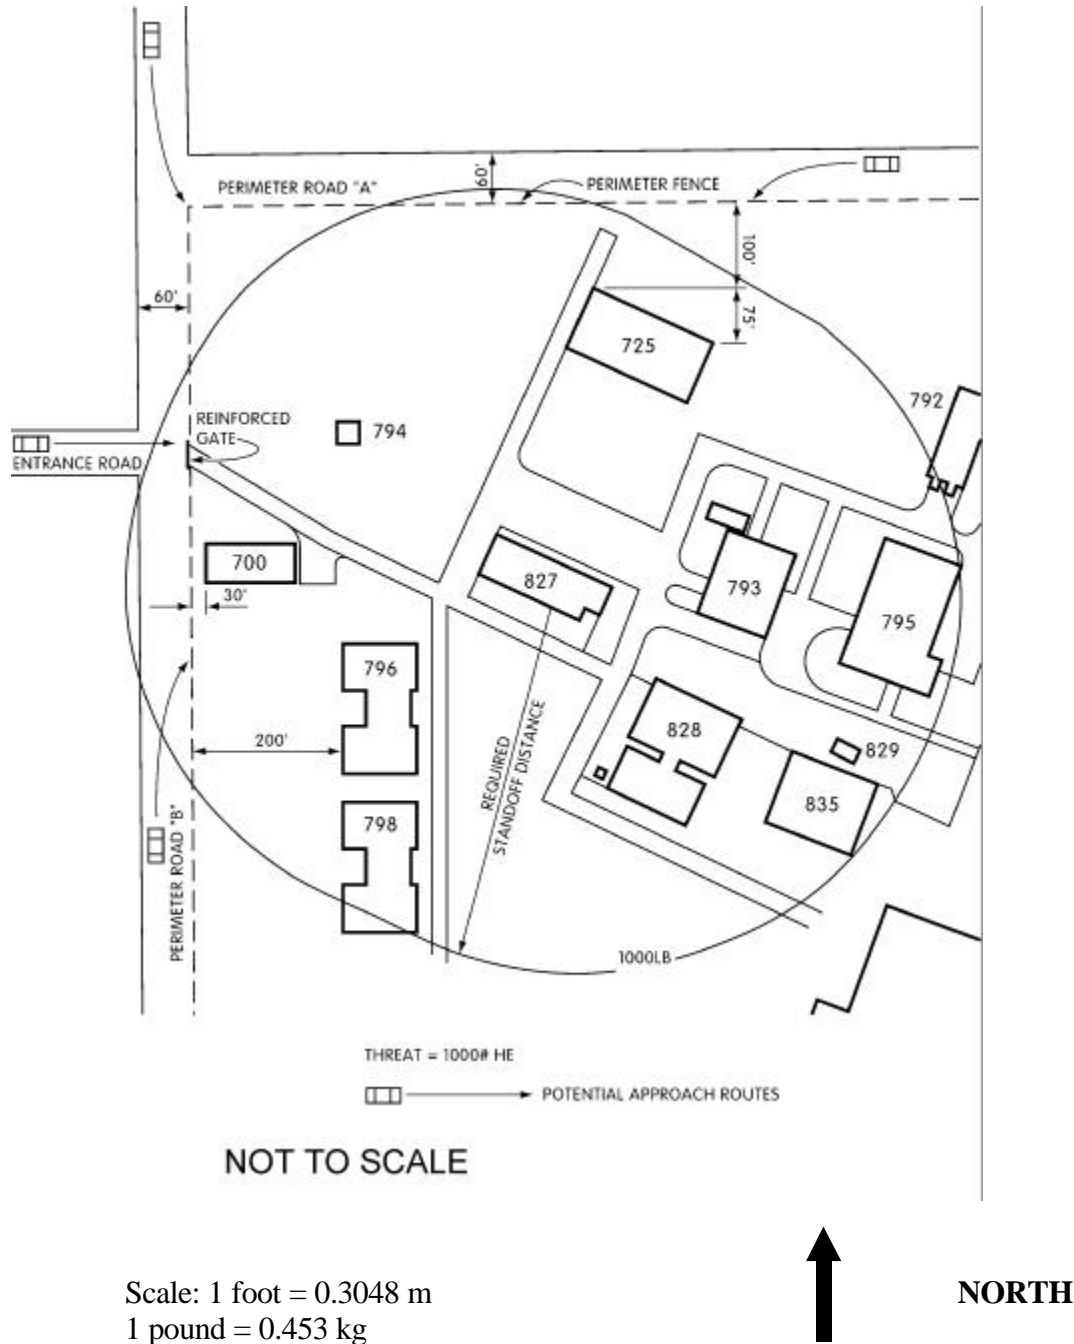 60'
PERIMETER ROAD "A"
PERIMETER FENCE
100'
60'
75'
725
792
REINFORCED
GATE
794
ENTRANCE ROAD
700
827
793
30'
795
796
200'
828
829
REQUIRED
STANDOFF DISTANCE
835
798
PERIMETER ROAD "B"
1000LB
THREAT = 1000# HE
POTENTIAL APPROACH ROUTES
NOT TO SCALE
Scale: 1 foot = 0.3048 m
NORTH
1 pound = 0.453 kg